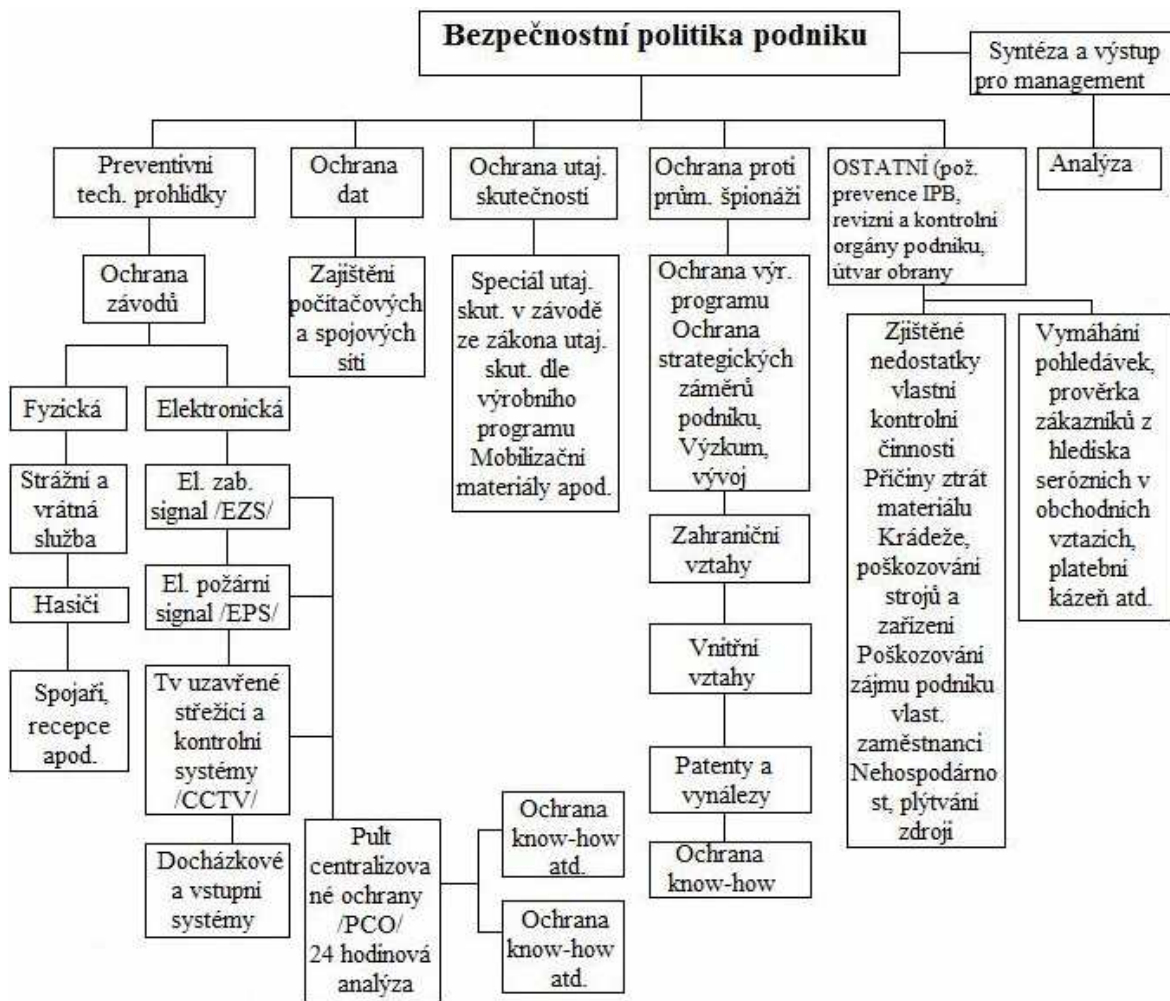 Bezpečnostní politika podniku
Syntéza a výstup
pro management
Analýza
Preventivní
tech. prohlídky
Ochrana
dat
Ochrana utaj.
skutečností
Ochrana proti
prům. špionáži
OSTATNÍ (pož.
prevence IPB,
revizní a kontrolní
orgány podniku,
útvar obrany
Ochrana
závodů
Zajištění
počítačových
a spojových
sítí
Speciál utaj.
skut. v závodě
ze zákona utaj.
skut. dle
výrobního
programu
Mobilizační
materiály apod.
Ochrana výr.
programu
Ochrana
strategických
záměrů
podniku,
Výzkum,
vývoj
Zjištěné
nedostatky
vlastní
kontrolní
činnosti
Příčiny ztrát
materiálu
Krádeže,
poškozování
strojů a
zařízení
Poškozování
zájmu podniku
vlast.
zaměstnanci
Nehospodárno
st, plýtvání
zdroji
Vymáhání
pohledávek,
prověrka
zákazníků z
hlediska
serózních v
obchodních
vztazích,
platební
kázeň atd.
Fyzická
Elektronická
Strážní a
vrátná
služba
El. zab.
signal /EZS/
Hasiči
El. požární
signal /EPS/
Spojaři,
recepce
apod.
Tv uzavřené
střežící a
kontrolní
systémy
/CCTV/
Docházkové
a vstupní
systémy
Pult
centralizova
né ochrany
/PCO/
24 hodinová
analýza
Ochrana
know-how
atd.
Ochrana
know-how
atd.
Zahraniční
vztahy
Vnitřní
vztahy
Patenty a
vynálezy
Ochrana
know-how